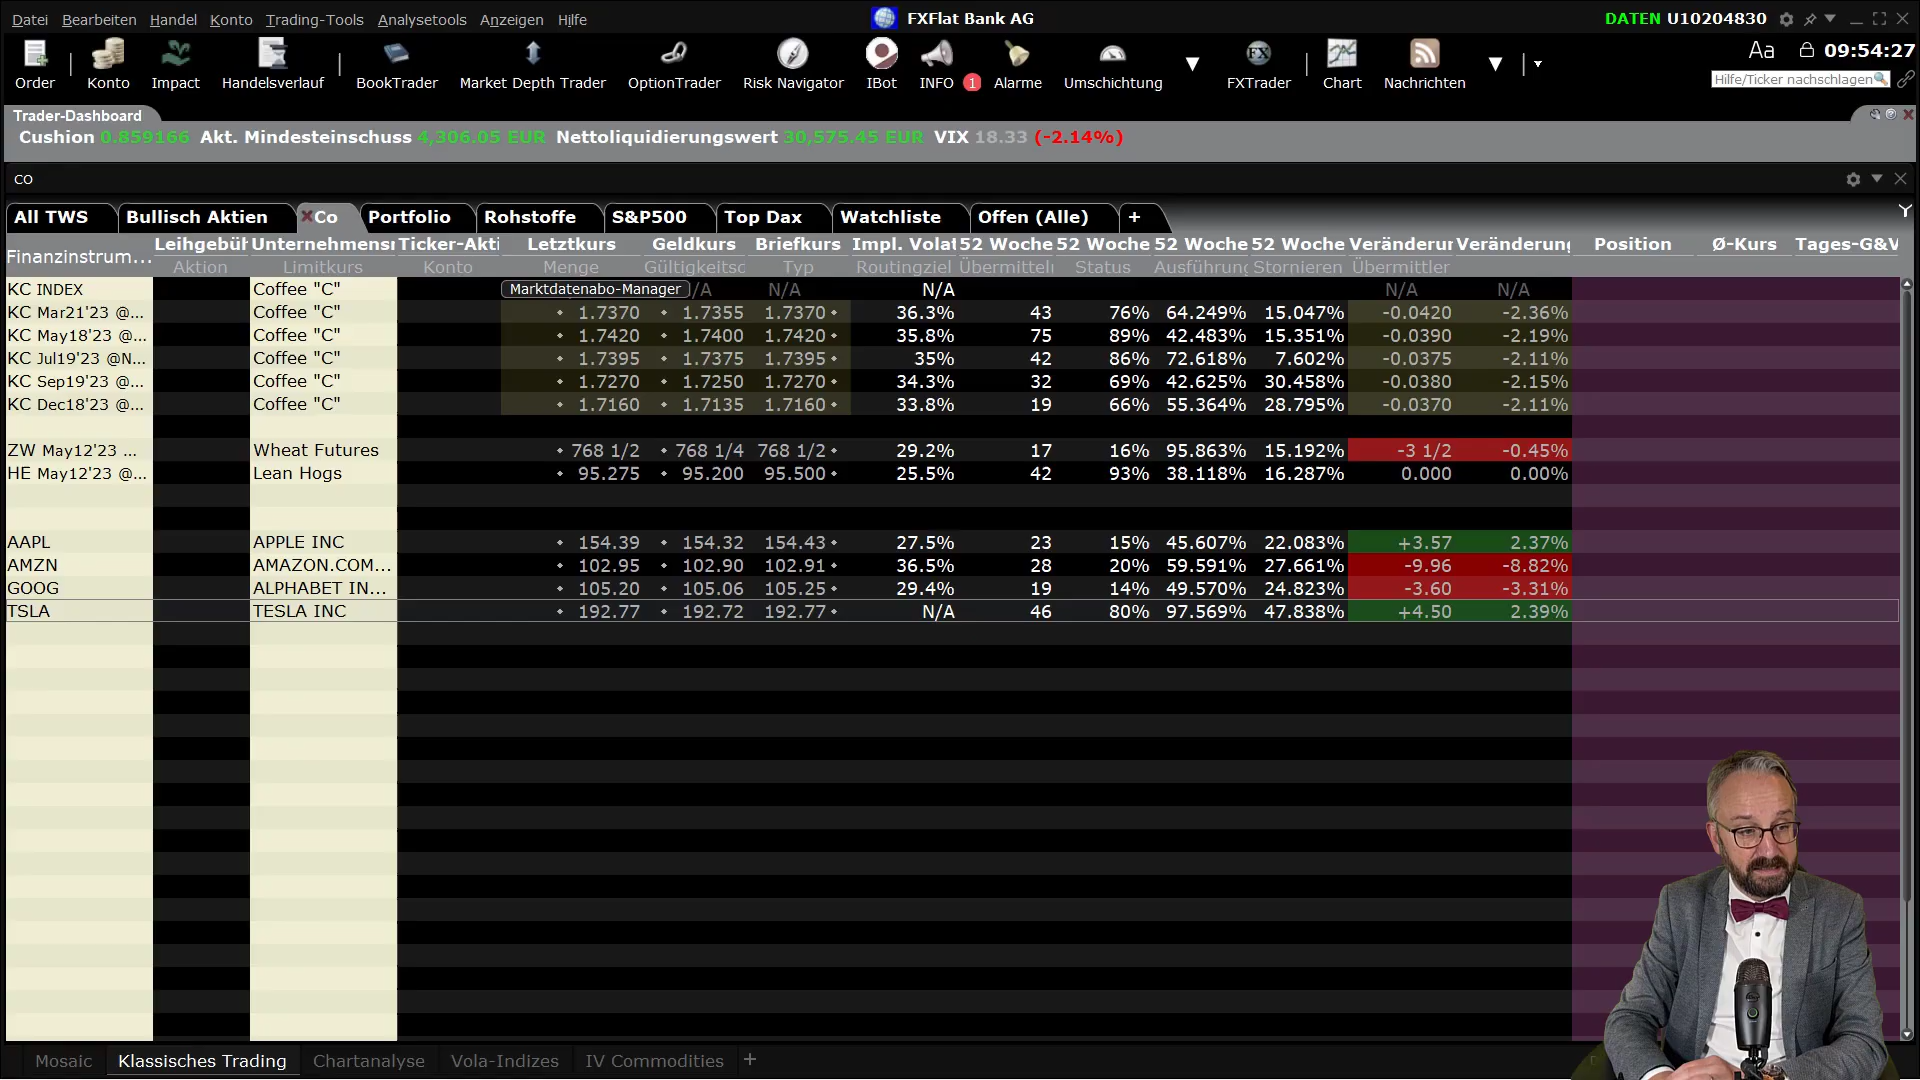 Datei Bearbeiten Handel Konto Trading-Tools Analysetools Anzeigen Hilfe FXFlat Bank AG DATEN U10204830
Aa 09:54:27
Order Konto Impact Handelsverlauf BookTrader Market Depth Trader OptionTrader Risk Navigator IBot INFO 1 Alarme Umschichtung FXTrader Chart Nachrichten Hilfe/Ticker nachschlagen
Trader-Dashboard
Cushion 0.859166 Akt. Mindesteinschuss 4,306.05 EUR Nettoliquidierungswert 30,575.45 EUR VIX 18.33 (-2.14%)
CO
All TWS Bullisch Aktien Co Portfolio Rohstoffe S&P500 Top Dax Watchliste Offen (Alle) +
Finanzinstrum... Leihgebüh Unternehmensn Ticker-Akti Letztkurs Geldkurs Briefkurs Impl. Volat 52 Woche 52 Woche 52 Woche 52 Woche Veränderun Veränderung Position Ø-Kurs Tages-G&V
Aktion Limitkurs Konto Menge Gültigkeitsd Typ Routingziel Übermitteln Status Ausführung Stornieren Übermittler
KC INDEX Coffee "C" Marktdatenabo-Manager /A N/A N/A N/A N/A
KC Mar21'23 @... Coffee "C" 1.7370 1.7355 1.7370 36.3% 43 76% 64.249% 15.047% -0.0420 -2.36%
KC May18'23 @... Coffee "C" 1.7420 1.7400 1.7420 35.8% 75 89% 42.483% 15.351% -0.0390 -2.19%
KC Jul19'23 @N... Coffee "C" 1.7395 1.7375 1.7395 35% 42 86% 72.618% 7.602% -0.0375 -2.11%
KC Sep19'23 @... Coffee "C" 1.7270 1.7250 1.7270 34.3% 32 69% 42.625% 30.458% -0.0380 -2.15%
KC Dec18'23 @... Coffee "C" 1.7160 1.7135 1.7160 33.8% 19 66% 55.364% 28.795% -0.0370 -2.11%
ZW May12'23 ... Wheat Futures 768 1/2 768 1/4 768 1/2 29.2% 17 16% 95.863% 15.192% -3 1/2 -0.45%
HE May12'23 @... Lean Hogs 95.275 95.200 95.500 25.5% 42 93% 38.118% 16.287% 0.000 0.00%
AAPL APPLE INC 154.39 154.32 154.43 27.5% 23 15% 45.607% 22.083% +3.57 2.37%
AMZN AMAZON.COM... 102.95 102.90 102.91 36.5% 28 20% 59.591% 27.661% -9.96 -8.82%
GOOG ALPHABET IN... 105.20 105.06 105.25 29.4% 19 14% 49.570% 24.823% -3.60 -3.31%
TSLA TESLA INC 192.77 192.72 192.77 N/A 46 80% 97.569% 47.838% +4.50 2.39%
Mosaic Klassisches Trading Chartanalyse Vola-Indizes IV Commodities +